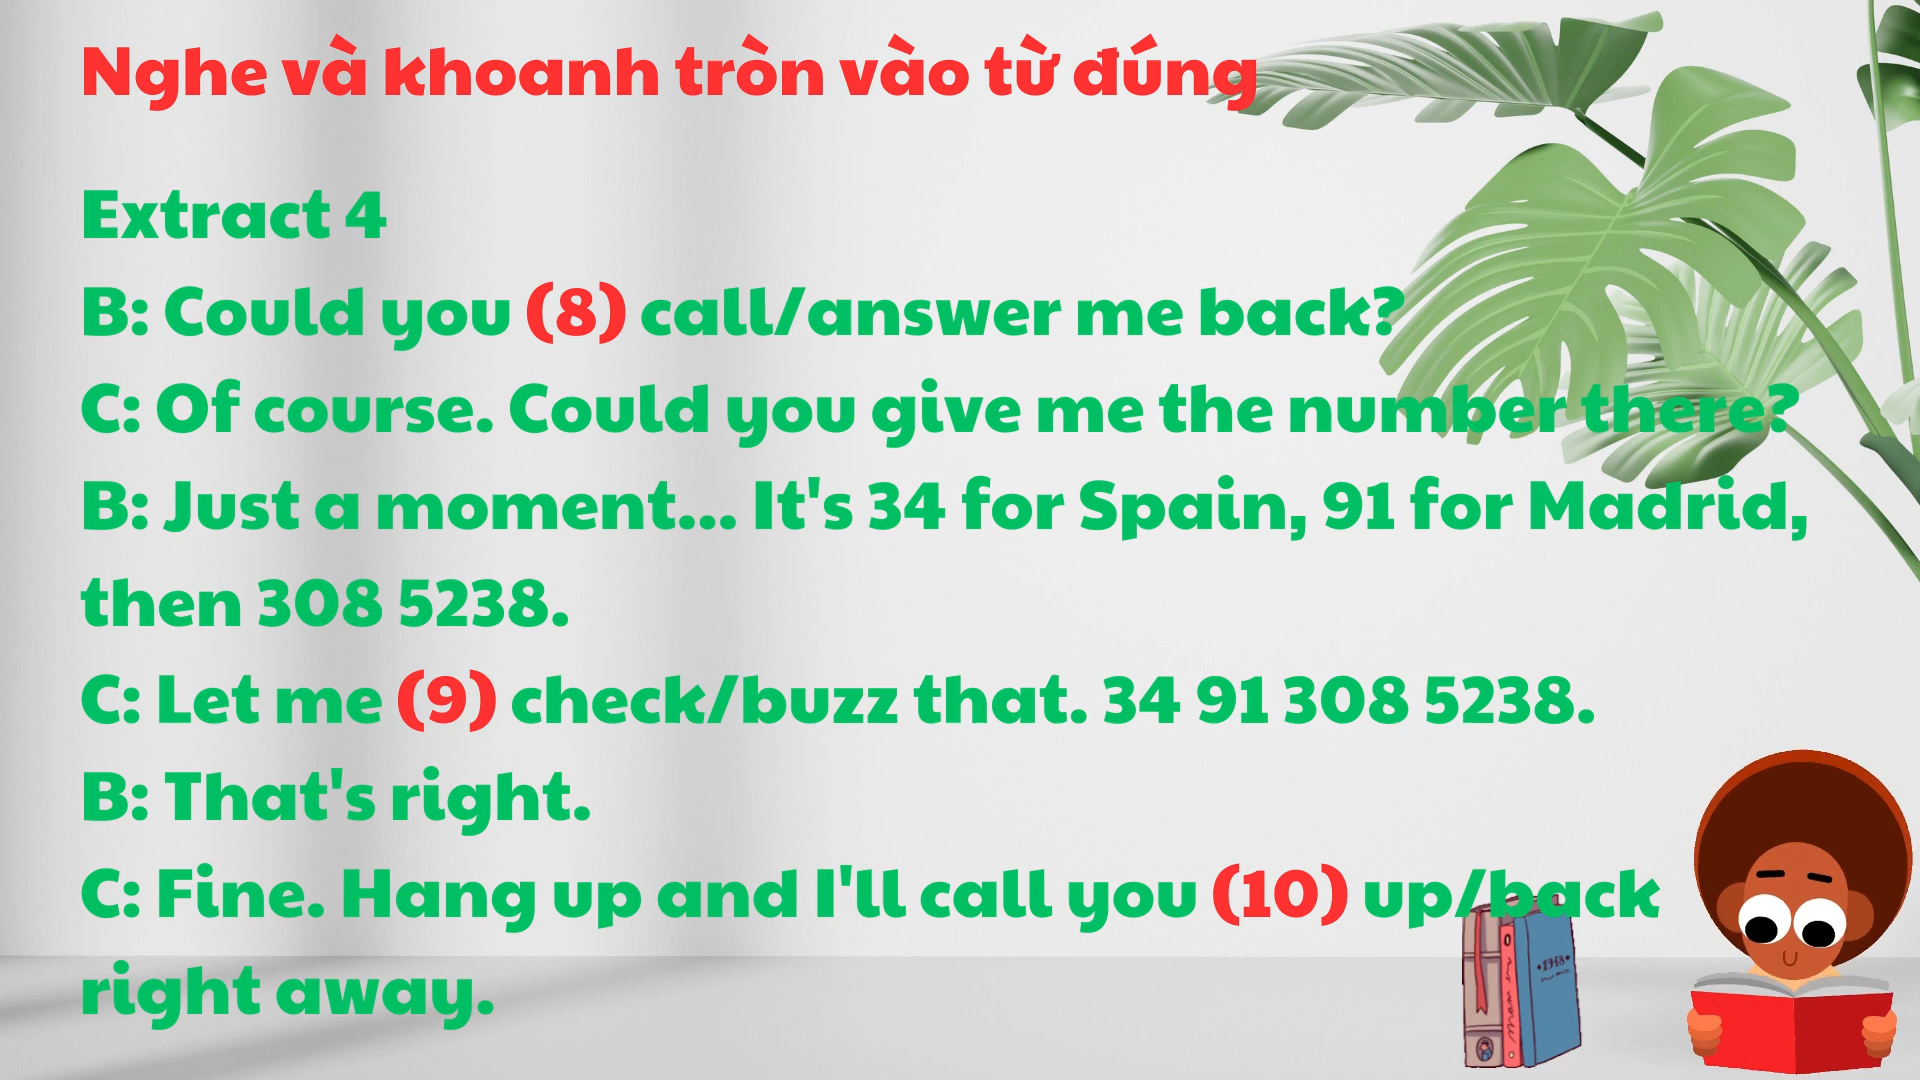 Nghe và khoanh tròn vào từ đúng
Extract 4
B: Could you (8) call/answer me back?
C: Of course. Could you give me the number there?
B: Just a moment... It's 34 for Spain, 91 for Madrid,
then 308 5238.
C: Let me (9) check/buzz that. 34 91 308 5238.
B: That's right.
C: Fine. Hang up and I'll call you (10) up/back
right away.
•1948•